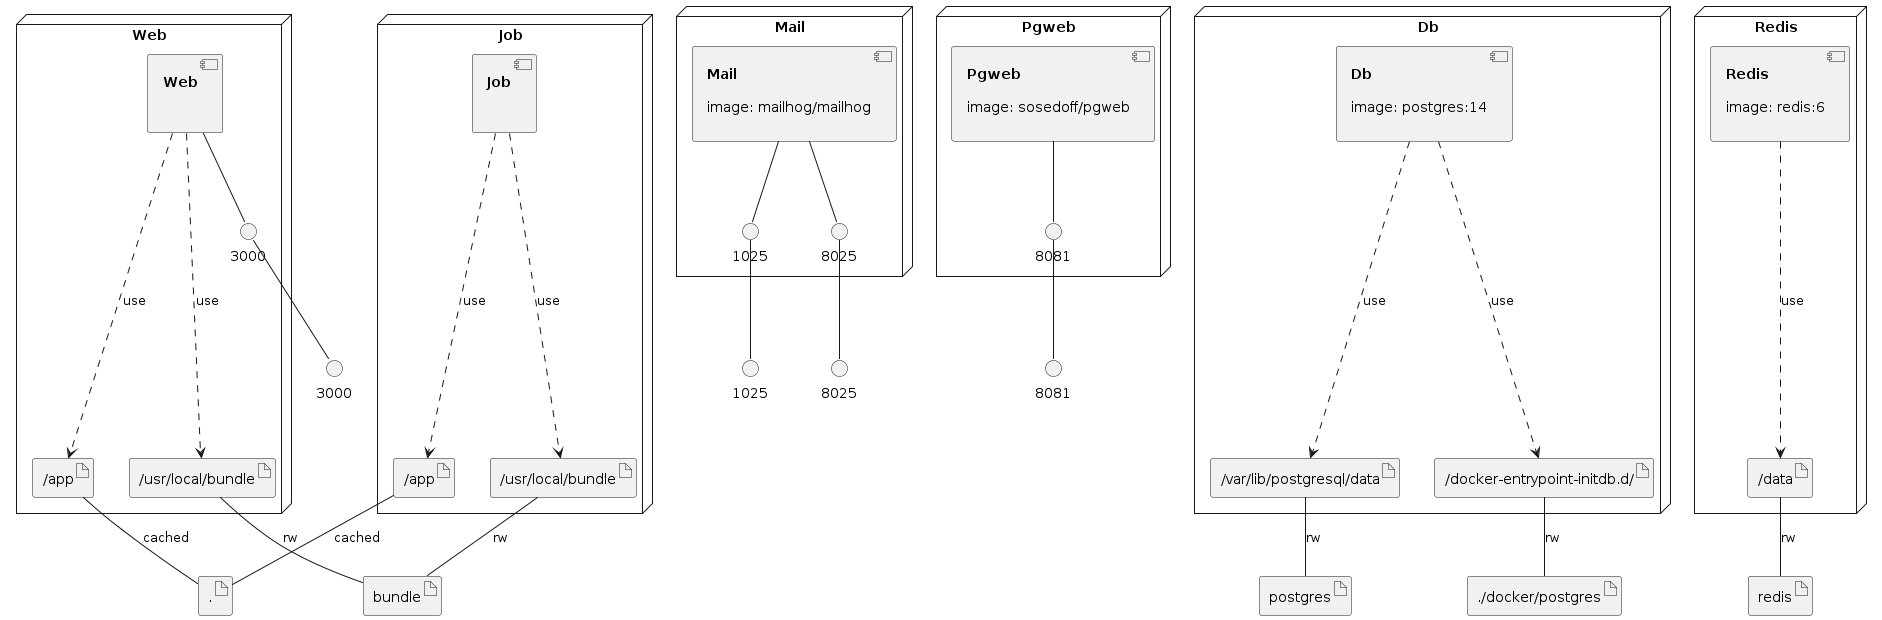 Web
Job
Mail
Pgweb
Db
Redis
Web
Job
Mail
image: mailhog/mailhog
Pgweb
image: sosedoff/pgweb
Db
image: postgres:14
Redis
image: redis:6
3000
1025
8025
8081
use
use
use
use
use
use
use
3000
1025
8025
8081
/app
/usr/local/bundle
/app
/usr/local/bundle
/var/lib/postgresql/data
/docker-entrypoint-initdb.d/
/data
cached
rw
cached
rw
rw
rw
rw
.
bundle
postgres
./docker/postgres
redis